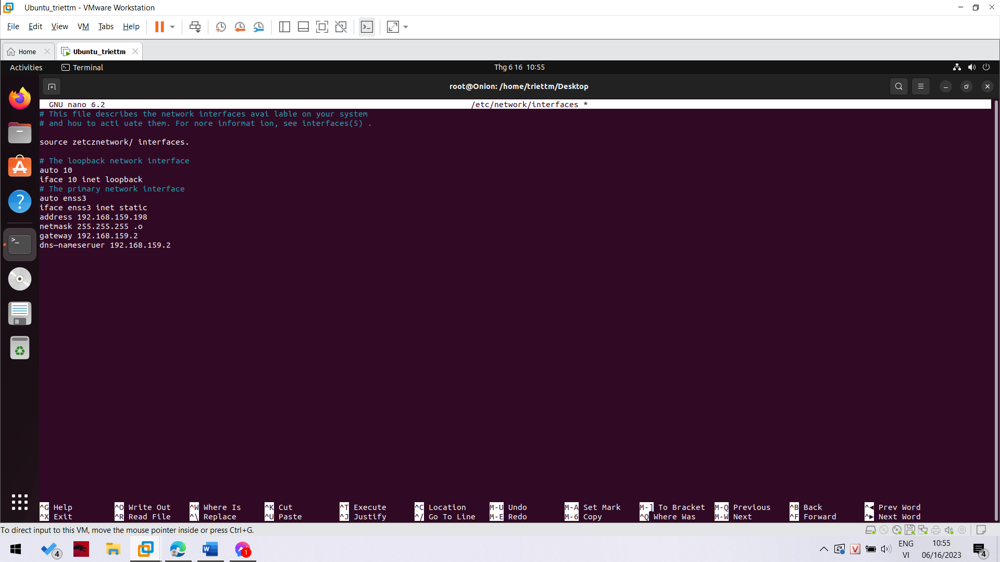 Ubuntu_triettm - VMware Workstation
File Edit View VM Tabs Help
Home Ubuntu_triettm
Activities Terminal Thg 6 16 10:55
root@Onion: /home/triettm/Desktop
GNU nano 6.2 /etc/network/interfaces *
# This file describes the network interfaces avai lable on your system
# and hou to acti uate them. For nore informat ion, see interfaces(5) .
source zetcznetwork/ interfaces.
# The loopback network interface
auto 10
iface 10 inet loopback
# The primary network interface
auto enss3
iface enss3 inet static
address 192.168.159.198
netmask 255.255.255 .o
gateway 192.168.159.2
dns—nameseruer 192.168.159.2
^G Help ^O Write Out ^W Where Is ^K Cut ^T Execute ^C Location M-U Undo M-A Set Mark M-] To Bracket M-Q Previous ^B Back ^◀ Prev Word
^X Exit ^R Read File ^\ Replace ^U Paste ^J Justify ^/ Go To Line M-E Redo M-6 Copy ^Q Where Was M-W Next ^F Forward ^▶ Next Word
To direct input to this VM, move the mouse pointer inside or press Ctrl+G.
4 W 1 V ENG 10:55 4
VI 06/16/2023